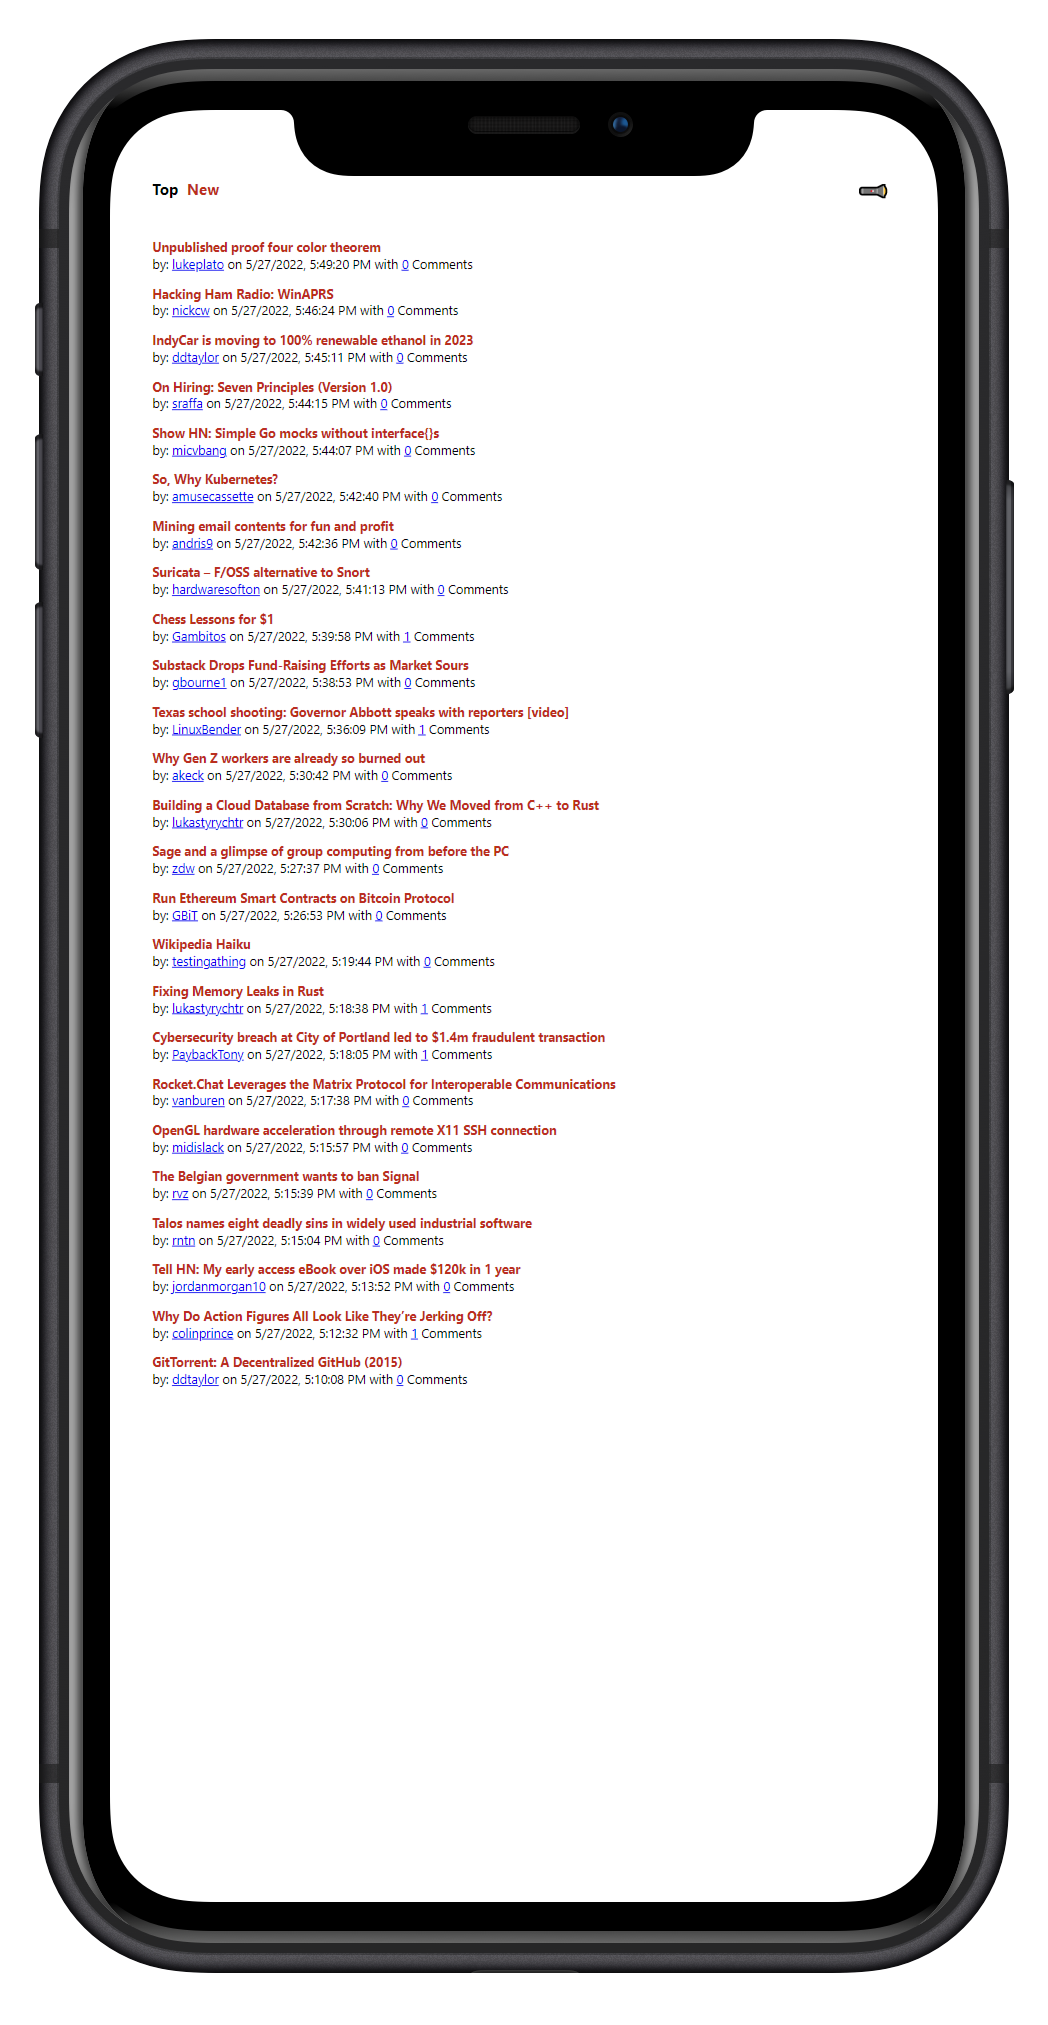 Top New
Unpublished proof four color theorem
by: lukeplato on 5/27/2022, 5:49:20 PM with 0 Comments
Hacking Ham Radio: WinAPRS
by: nickcw on 5/27/2022, 5:46:24 PM with 0 Comments
IndyCar is moving to 100% renewable ethanol in 2023
by: ddtaylor on 5/27/2022, 5:45:11 PM with 0 Comments
On Hiring: Seven Principles (Version 1.0)
by: sraffa on 5/27/2022, 5:44:15 PM with 0 Comments
Show HN: Simple Go mocks without interface{}s
by: micvbang on 5/27/2022, 5:44:07 PM with 0 Comments
So, Why Kubernetes?
by: amusecassette on 5/27/2022, 5:42:40 PM with 0 Comments
Mining email contents for fun and profit
by: andris9 on 5/27/2022, 5:42:36 PM with 0 Comments
Suricata – F/OSS alternative to Snort
by: hardwaresofton on 5/27/2022, 5:41:13 PM with 0 Comments
Chess Lessons for $1
by: Gambitos on 5/27/2022, 5:39:58 PM with 1 Comments
Substack Drops Fund-Raising Efforts as Market Sours
by: gbourne1 on 5/27/2022, 5:38:53 PM with 0 Comments
Texas school shooting: Governor Abbott speaks with reporters [video]
by: LinuxBender on 5/27/2022, 5:36:09 PM with 1 Comments
Why Gen Z workers are already so burned out
by: akeck on 5/27/2022, 5:30:42 PM with 0 Comments
Building a Cloud Database from Scratch: Why We Moved from C++ to Rust
by: lukastyrychtr on 5/27/2022, 5:30:06 PM with 0 Comments
Sage and a glimpse of group computing from before the PC
by: zdw on 5/27/2022, 5:27:37 PM with 0 Comments
Run Ethereum Smart Contracts on Bitcoin Protocol
by: GBiT on 5/27/2022, 5:26:53 PM with 0 Comments
Wikipedia Haiku
by: testingathing on 5/27/2022, 5:19:44 PM with 0 Comments
Fixing Memory Leaks in Rust
by: lukastyrychtr on 5/27/2022, 5:18:38 PM with 1 Comments
Cybersecurity breach at City of Portland led to $1.4m fraudulent transaction
by: PaybackTony on 5/27/2022, 5:18:05 PM with 1 Comments
Rocket.Chat Leverages the Matrix Protocol for Interoperable Communications
by: vanburen on 5/27/2022, 5:17:38 PM with 0 Comments
OpenGL hardware acceleration through remote X11 SSH connection
by: midislack on 5/27/2022, 5:15:57 PM with 0 Comments
The Belgian government wants to ban Signal
by: rvz on 5/27/2022, 5:15:39 PM with 0 Comments
Talos names eight deadly sins in widely used industrial software
by: rntn on 5/27/2022, 5:15:04 PM with 0 Comments
Tell HN: My early access eBook over iOS made $120k in 1 year
by: jordanmorgan10 on 5/27/2022, 5:13:52 PM with 0 Comments
Why Do Action Figures All Look Like They’re Jerking Off?
by: colinprince on 5/27/2022, 5:12:32 PM with 1 Comments
GitTorrent: A Decentralized GitHub (2015)
by: ddtaylor on 5/27/2022, 5:10:08 PM with 0 Comments